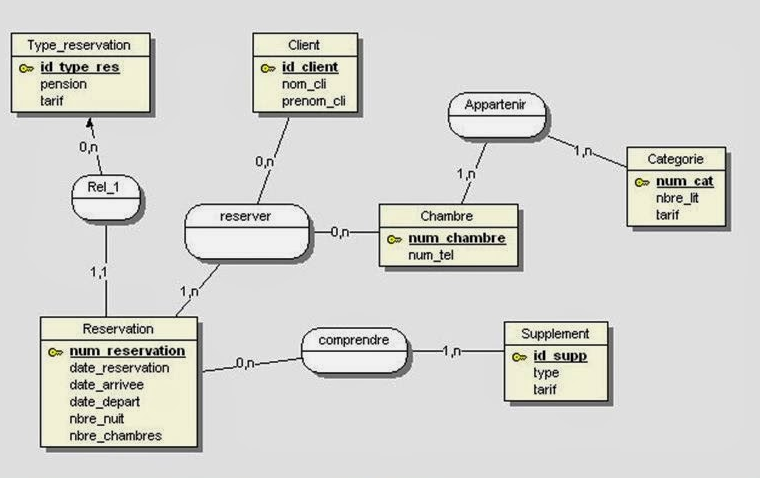 Type_reservation
id_type_res
pension
tarif
Client
id_client
nom_cli
prenom_cli
Appartenir
0,n
0,n
1,n
1,n
Categorie
num_cat
nbre_lit
tarif
Rel_1
reserver
0,n
Chambre
num_chambre
num_tel
1,1
1,n
Reservation
num_reservation
date_reservation
date_arrivee
date_depart
nbre_nuit
nbre_chambres
0,n
comprendre
1,n
Supplement
id_supp
type
tarif